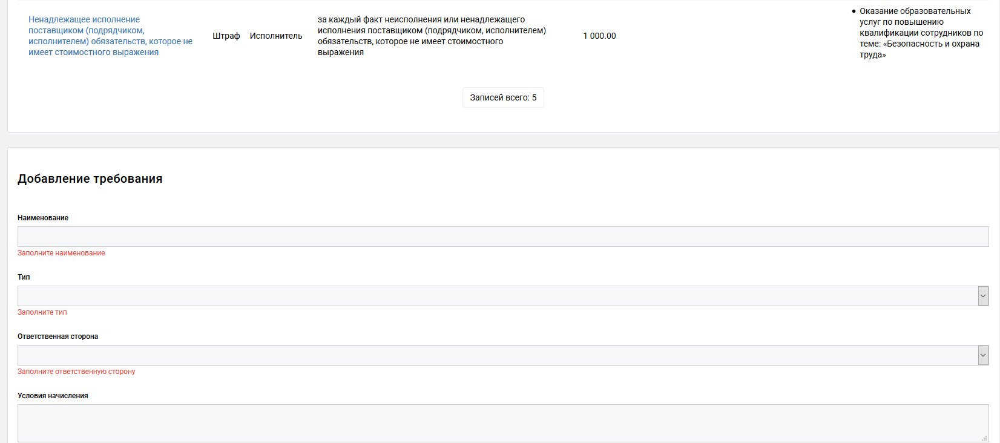 Ненадлежащее исполнение
поставщиком (подрядчиком,
исполнителем) обязательств, которое не
имеет стоимостного выражения
Штраф
Исполнитель
за каждый факт неисполнения или ненадлежащего
исполнения поставщиком (подрядчиком, исполнителем)
обязательств, которое не имеет стоимостного
выражения
1 000.00
• Оказание образовательных
услуг по повышению
квалификации сотрудников по
теме: «Безопасность и охрана
труда»
Записей всего: 5
Добавление требования
Наименование
Заполните наименование
Тип
Заполните тип
Ответственная сторона
Заполните ответственную сторону
Условия начисления